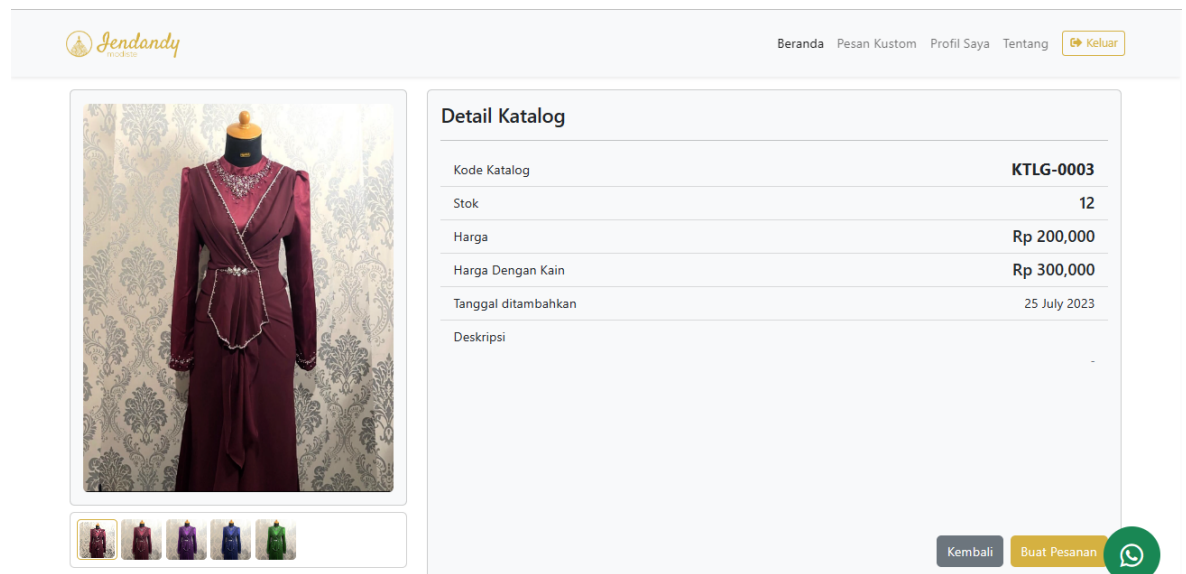 Jendandy
modiste
Beranda Pesan Kustom Profil Saya Tentang Keluar
Detail Katalog
Kode Katalog KTLG-0003
Stok 12
Harga Rp 200,000
Harga Dengan Kain Rp 300,000
Tanggal ditambahkan 25 July 2023
Deskripsi
-
Kembali Buat Pesanan